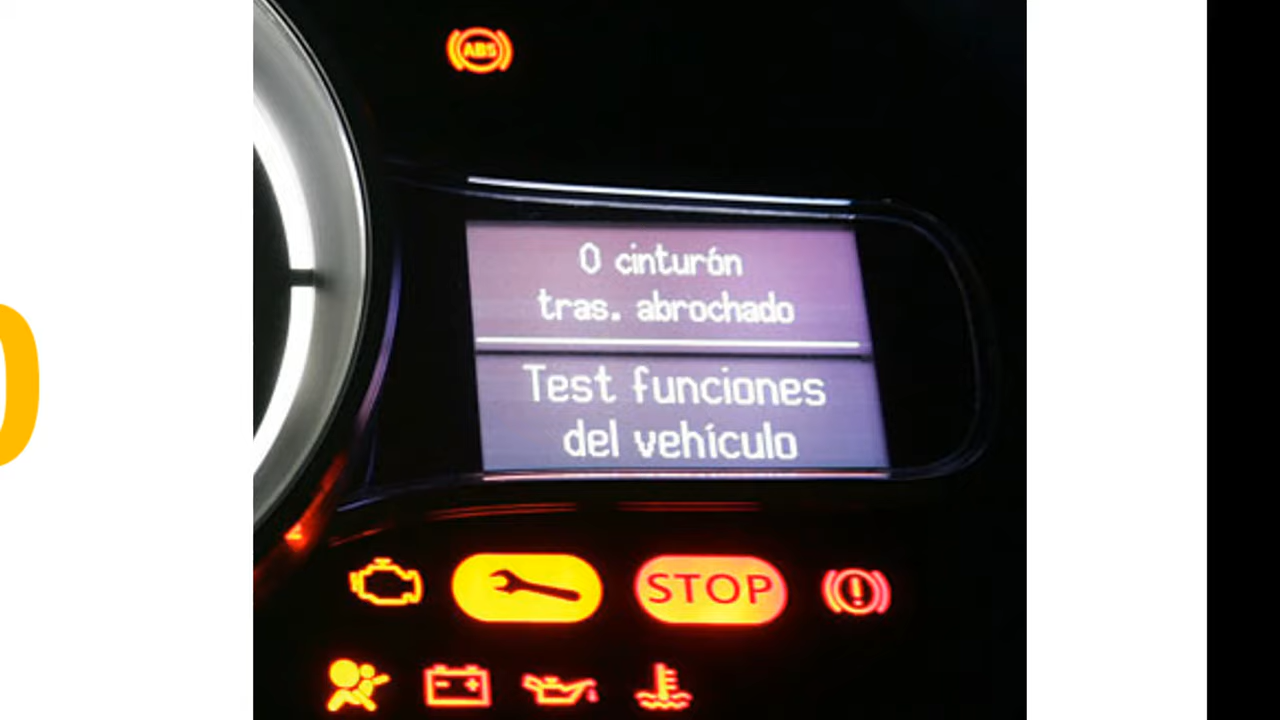 ABS
0 cinturón
tras. abrochado
Test funciones
del vehículo
STOP